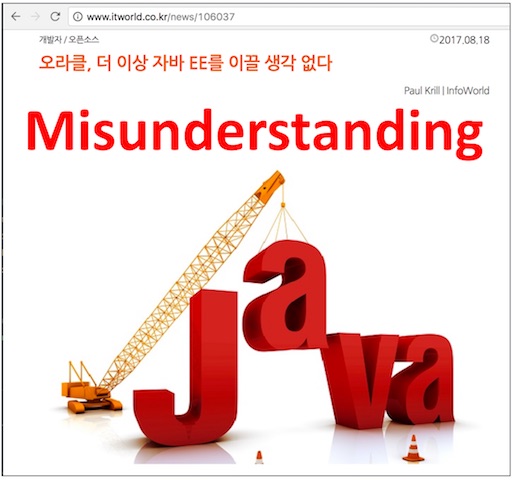 www.itworld.co.kr/news/106037
개발자 / 오픈소스
2017.08.18
오라클, 더 이상 자바 EE를 이끌 생각 없다
Paul Krill | InfoWorld
Misunderstanding
Java